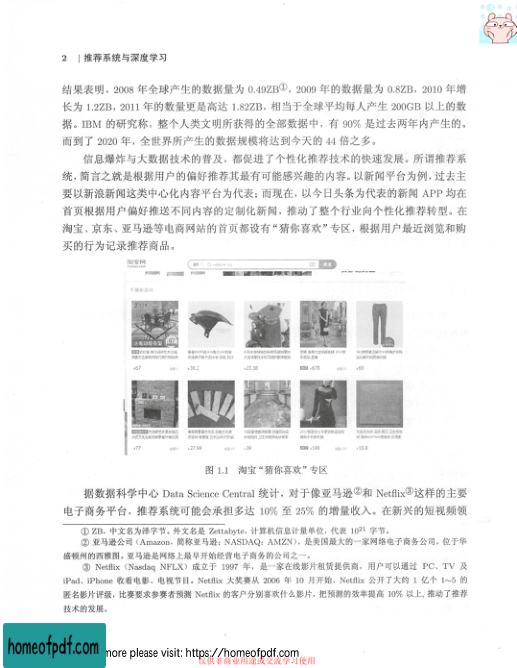 2 | 推荐系统与深度学习
结果表明，2008 年全球产生的数据量为 0.49ZB①，2009 年的数据量为 0.8ZB，2010 年增
长为 1.2ZB，2011 年的数量更是高达 1.82ZB，相当于全球平均每人产生 200GB 以上的数
据。IBM 的研究称，整个人类文明所获得的全部数据中，有 90% 是过去两年内产生的。
而到了 2020 年，全世界所产生的数据规模将达到今天的 44 倍之多。
信息爆炸与大数据技术的普及，都促进了个性化推荐技术的快速发展。所谓推荐系
统，简言之就是根据用户的偏好推荐其最有可能感兴趣的内容。以新闻平台为例，过去主
要以新浪新闻这类中心化内容平台为代表；而现在，以今日头条为代表的新闻 APP 均在
首页根据用户偏好推送不同内容的定制化新闻，推动了整个行业向个性化推荐转型。在
淘宝、京东、亚马逊等电商网站的首页都设有“猜你喜欢”专区，根据用户最近浏览和购
买的行为记录推荐商品。
淘宝网
图 1.1 淘宝“猜你喜欢”专区
据数据科学中心 Data Science Central 统计，对于像亚马逊②和 Netflix③这样的主要
电子商务平台，推荐系统可能会承担多达 10% 至 25% 的增量收入。在新兴的短视频领
① ZB，中文名为泽字节。外文名是 Zettabyte，计算机信息计量单位，代表 10²¹ 字节。
② 亚马逊公司（Amazon，简称亚马逊；NASDAQ：AMZN），是美国最大的一家网络电子商务公司，位于华
盛顿州的西雅图，亚马逊是网络上最早开始经营电子商务的公司之一。
③ Netflix（Nasdaq NFLX）成立于 1997 年，是一家在线影片租赁提供商，用户可以通过 PC、TV 及
iPad、iPhone 收看电影、电视节目。Netflix 大奖赛从 2006 年 10 月开始，Netflix 公开了大约 1 亿个 1～5 的
匿名影片评级，比赛要求参赛者预测 Netflix 的客户分别喜欢什么影片，把预测的效率提高 10% 以上，推动了推荐
技术的发展。
homeofpdf.com
more please visit: https://homeofpdf.com
仅供非商业用途或交流学习使用